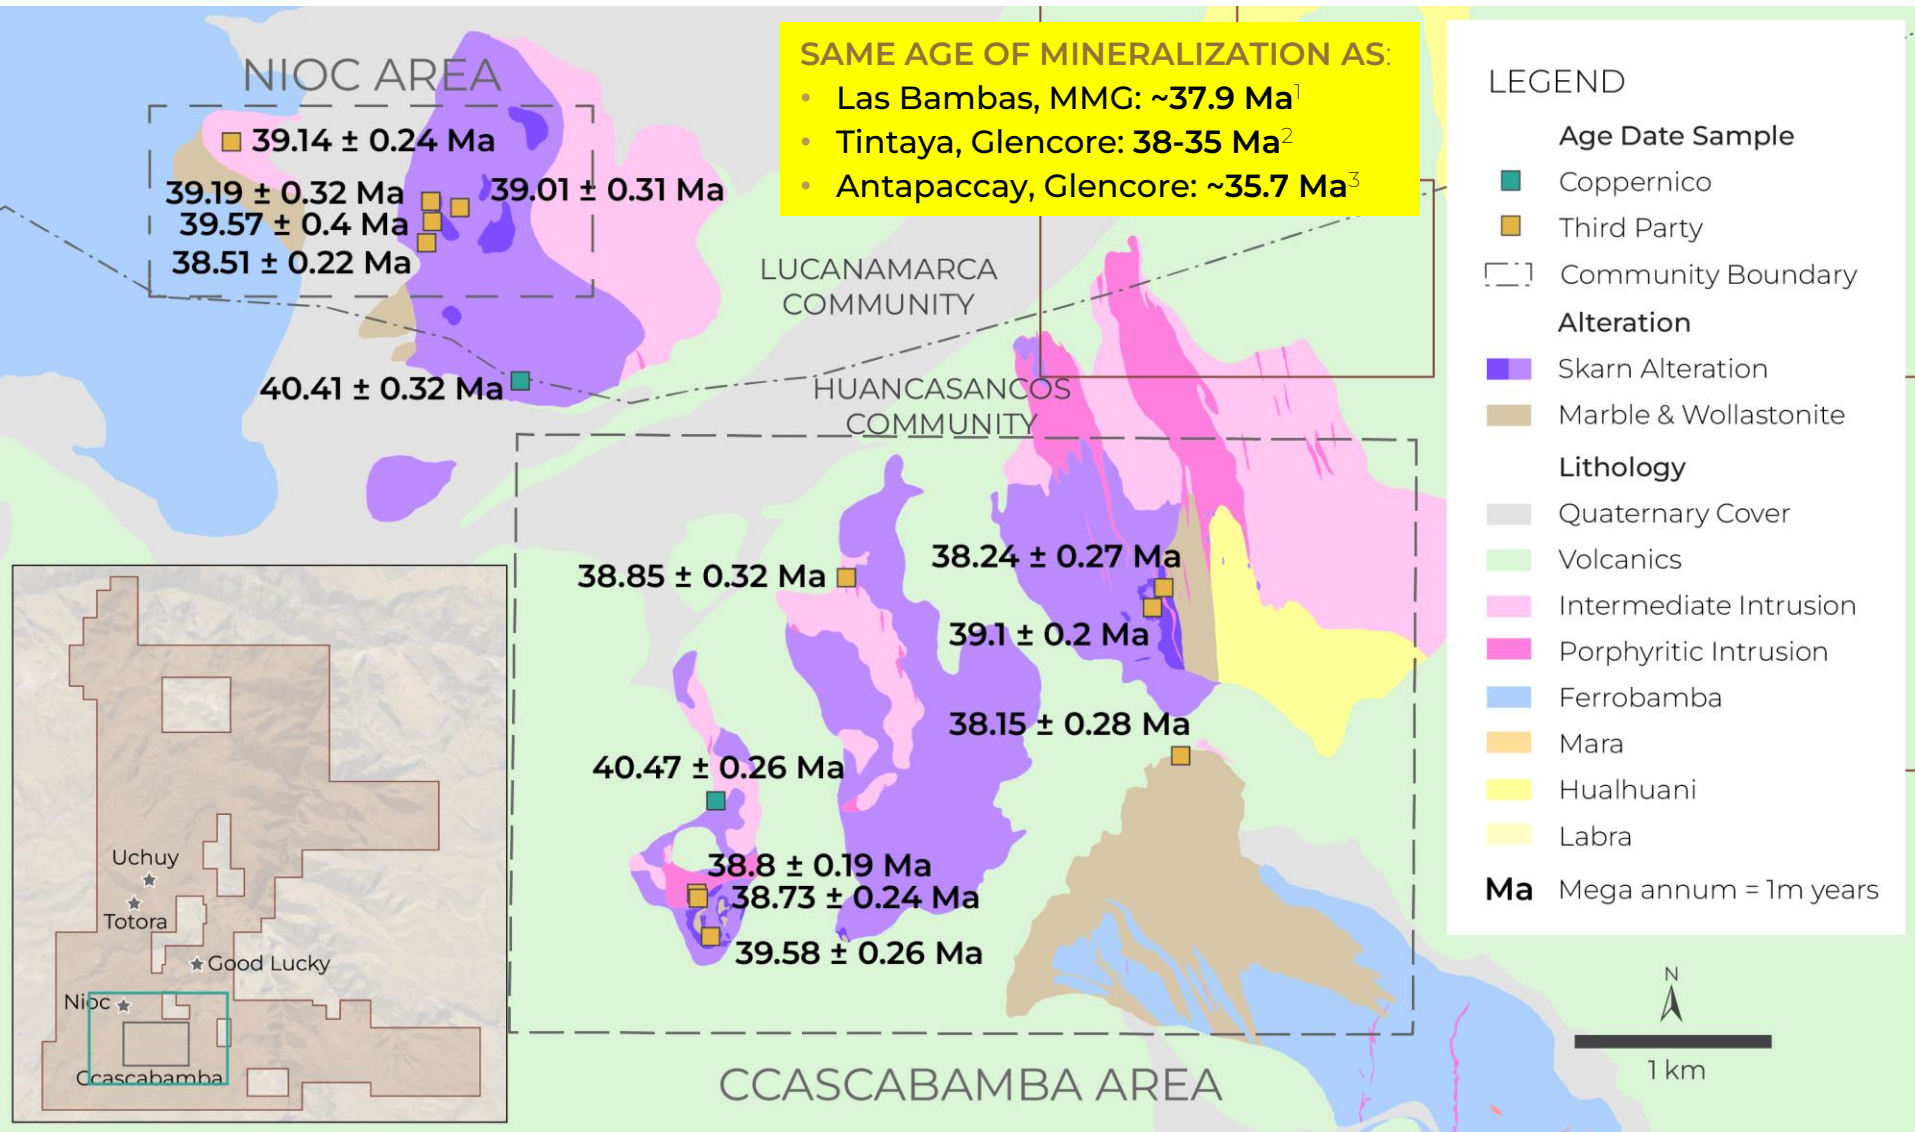 NIOC AREA
39.14 ± 0.24 Ma
39.19 ± 0.32 Ma
39.01 ± 0.31 Ma
39.57 ± 0.4 Ma
38.51 ± 0.22 Ma
40.41 ± 0.32 Ma
SAME AGE OF MINERALIZATION AS:
• Las Bambas, MMG: ~37.9 Ma¹
• Tintaya, Glencore: 38-35 Ma²
• Antapaccay, Glencore: ~35.7 Ma³
LUCANAMARCA
COMMUNITY
HUANCASANCOS
COMMUNITY
38.85 ± 0.32 Ma
38.24 ± 0.27 Ma
39.1 ± 0.2 Ma
38.15 ± 0.28 Ma
40.47 ± 0.26 Ma
38.8 ± 0.19 Ma
38.73 ± 0.24 Ma
39.58 ± 0.26 Ma
CCASCABAMBA AREA
Uchuy
Totora
Good Lucky
Nioc
Ccascabamba
LEGEND
Age Date Sample
Coppernico
Third Party
Community Boundary
Alteration
Skarn Alteration
Marble & Wollastonite
Lithology
Quaternary Cover
Volcanics
Intermediate Intrusion
Porphyritic Intrusion
Ferrobamba
Mara
Hualhuani
Labra
Ma Mega annum = 1m years
N
1 km